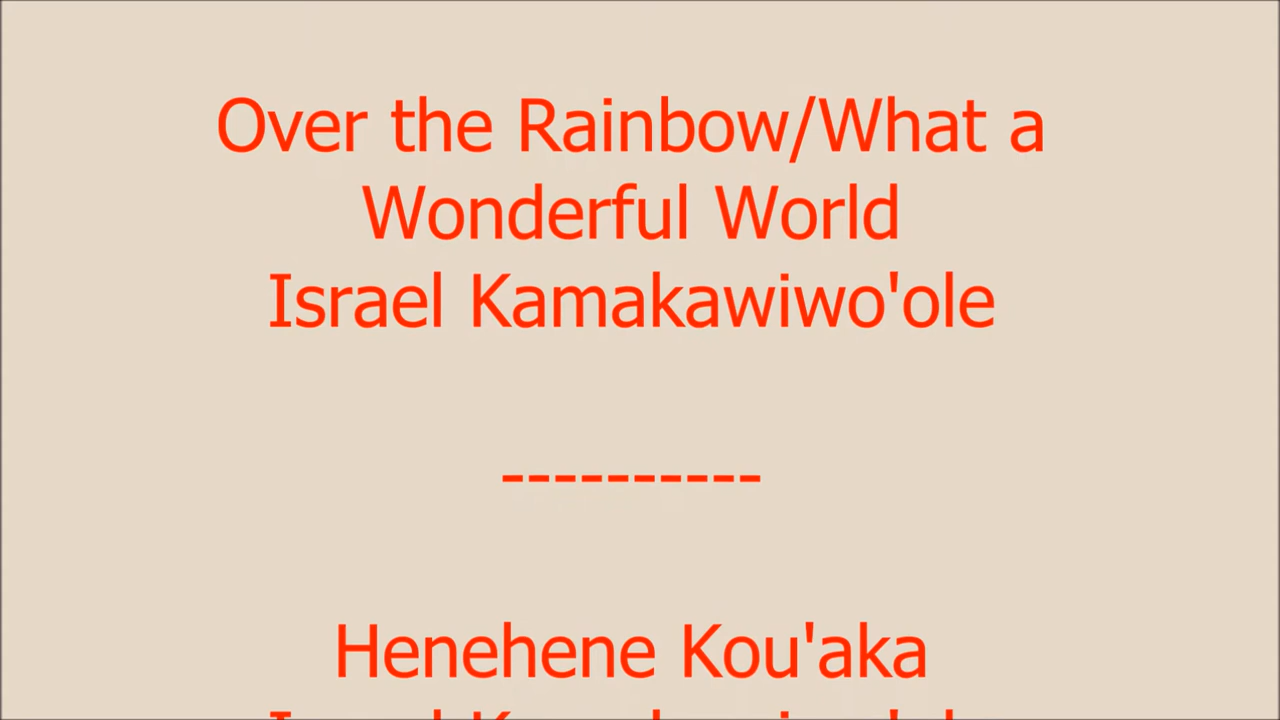 Over the Rainbow/What a
Wonderful World
Israel Kamakawiwo'ole
----------
Henehene Kou'aka